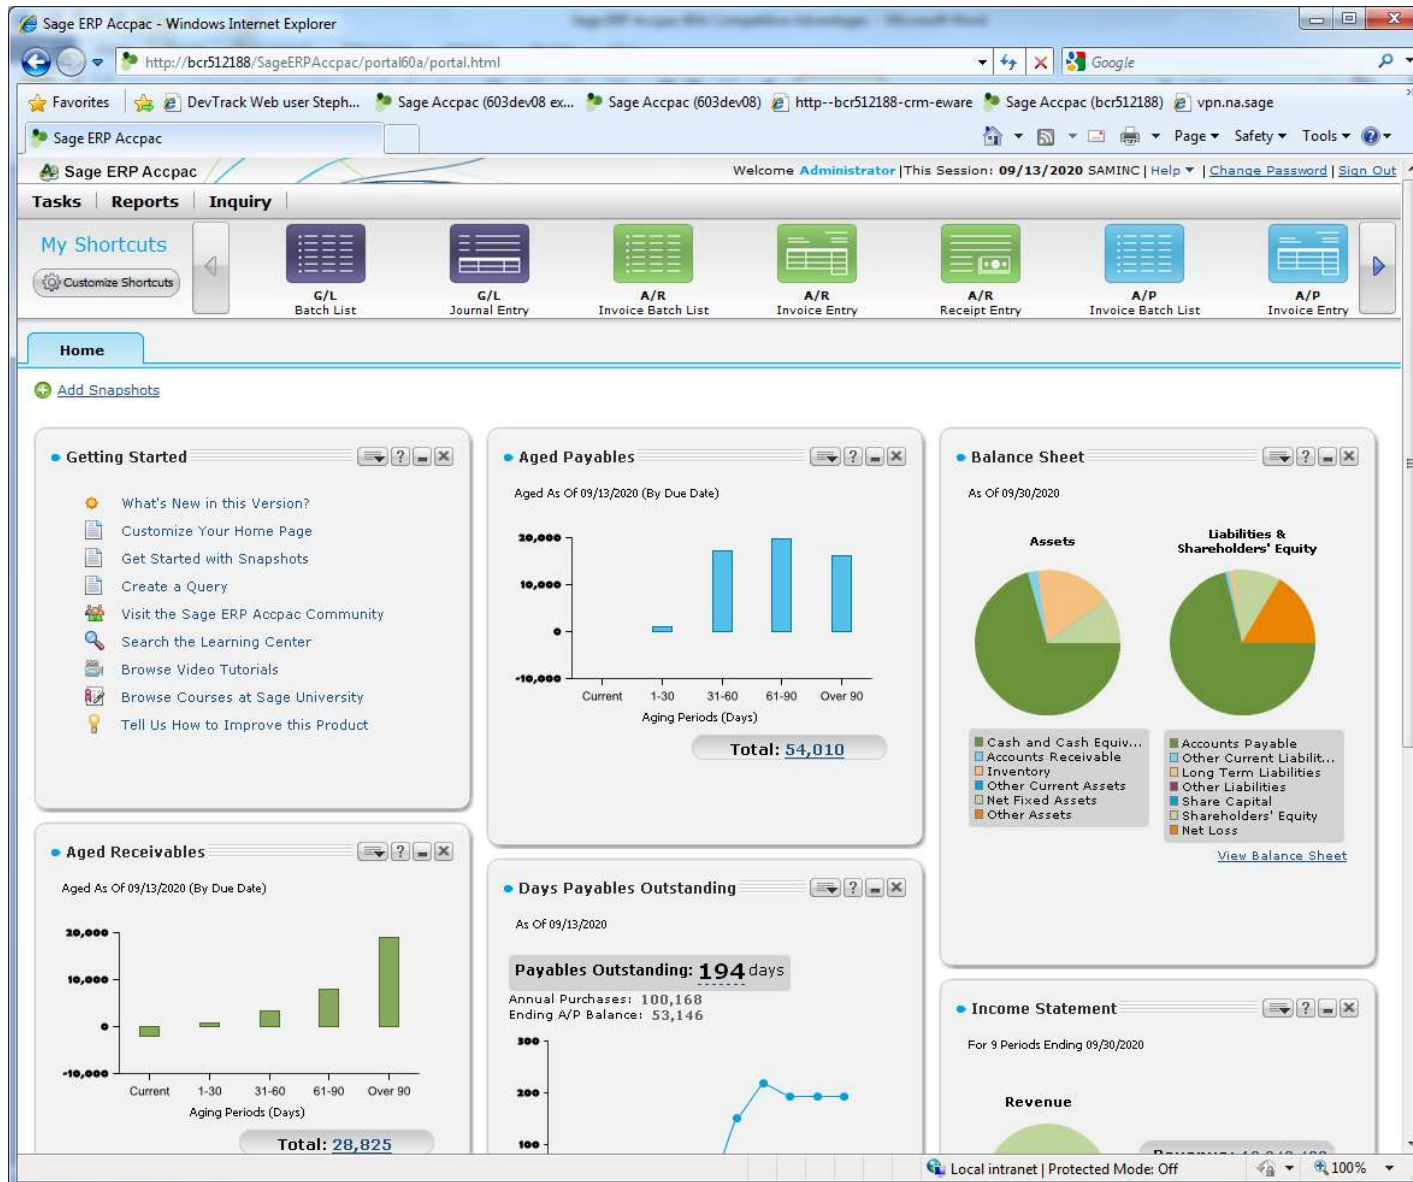 Sage ERP Accpac - Windows Internet Explorer
http://bcr512188/SageERPAccpac/portal60a/portal.html
Google
Favorites
DevTrack Web user Steph...
Sage Accpac (603dev08 ex...
Sage Accpac (603dev08)
http--bcr512188-crm-eware
Sage Accpac (bcr512188)
vpn.na.sage
Sage ERP Accpac
Page
Safety
Tools
Sage ERP Accpac
Welcome Administrator |This Session: 09/13/2020 SAMINC | Help | Change Password | Sign Out
Tasks | Reports | Inquiry
My Shortcuts
Customize Shortcuts
G/L
Batch List
G/L
Journal Entry
A/R
Invoice Batch List
A/R
Invoice Entry
A/R
Receipt Entry
A/P
Invoice Batch List
A/P
Invoice Entry
Home
Add Snapshots
Getting Started
What's New in this Version?
Customize Your Home Page
Get Started with Snapshots
Create a Query
Visit the Sage ERP Accpac Community
Search the Learning Center
Browse Video Tutorials
Browse Courses at Sage University
Tell Us How to Improve this Product
Aged Payables
Aged As Of 09/13/2020 (By Due Date)
20,000
10,000
0
-10,000
Current 1-30 31-60 61-90 Over 90
Aging Periods (Days)
Total: 54,010
Balance Sheet
As Of 09/30/2020
Assets
Liabilities &
Shareholders' Equity
Cash and Cash Equiv...
Accounts Receivable
Inventory
Other Current Assets
Net Fixed Assets
Other Assets
Accounts Payable
Other Current Liabilit...
Long Term Liabilities
Other Liabilities
Share Capital
Shareholders' Equity
Net Loss
View Balance Sheet
Aged Receivables
Aged As Of 09/13/2020 (By Due Date)
20,000
10,000
0
-10,000
Current 1-30 31-60 61-90 Over 90
Aging Periods (Days)
Total: 28,825
Days Payables Outstanding
As Of 09/13/2020
Payables Outstanding: 194 days
Annual Purchases: 100,168
Ending A/P Balance: 53,146
300
200
100
Income Statement
For 9 Periods Ending 09/30/2020
Revenue
Local intranet | Protected Mode: Off
100%